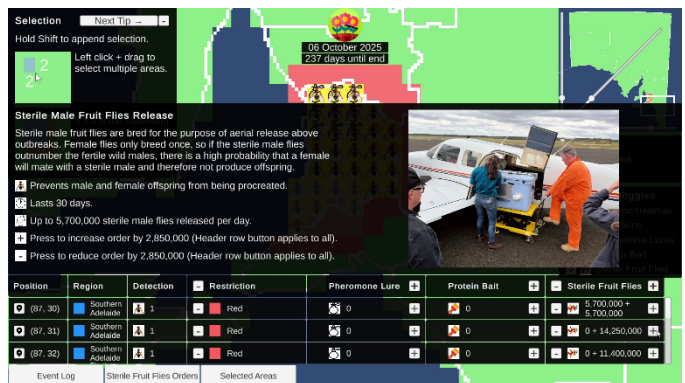 Selection
Next Tip →
-
Hold Shift to append selection.
2
2
Left click + drag to
select multiple areas.
06 October 2025
237 days until end
Sterile Male Fruit Flies Release
Sterile male fruit flies are bred for the purpose of aerial release above
outbreaks. Female flies only breed once, so if the sterile male flies
outnumber the fertile wild males, there is a high probability that a female
will mate with a sterile male and therefore not produce offspring.
Prevents male and female offspring from being procreated.
Lasts 30 days.
Up to 5,700,000 sterile male flies released per day.
+ Press to increase order by 2,850,000 (Header row button applies to all).
- Press to reduce order by 2,850,000 (Header row button applies to all).
Position Region Detection - Restriction Pheromone Lure + Protein Bait + - Sterile Fruit Flies +
(87, 30) Southern Adelaide 1 - Red 0 + 0 + - 5,700,000 + 5,700,000 +
(87, 31) Southern Adelaide 1 - Red 0 + 0 + - 0 + 14,250,000 +
(87, 32) Southern Adelaide 1 - Red 0 + 0 + - 0 + 11,400,000 +
Event Log Sterile Fruit Flies Orders Selected Areas